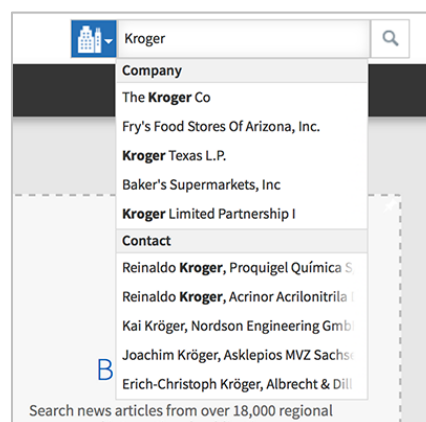 Kroger
Company
The Kroger Co
Fry's Food Stores Of Arizona, Inc.
Kroger Texas L.P.
Baker's Supermarkets, Inc
Kroger Limited Partnership I
Contact
Reinaldo Kroger, Proquigel Química S
Reinaldo Kroger, Acrinor Acrilonitrila
Kai Kröger, Nordson Engineering Gmb
Joachim Kröger, Asklepios MVZ Sachs
Erich-Christoph Kröger, Albrecht & Dill
B
Search news articles from over 18,000 regional